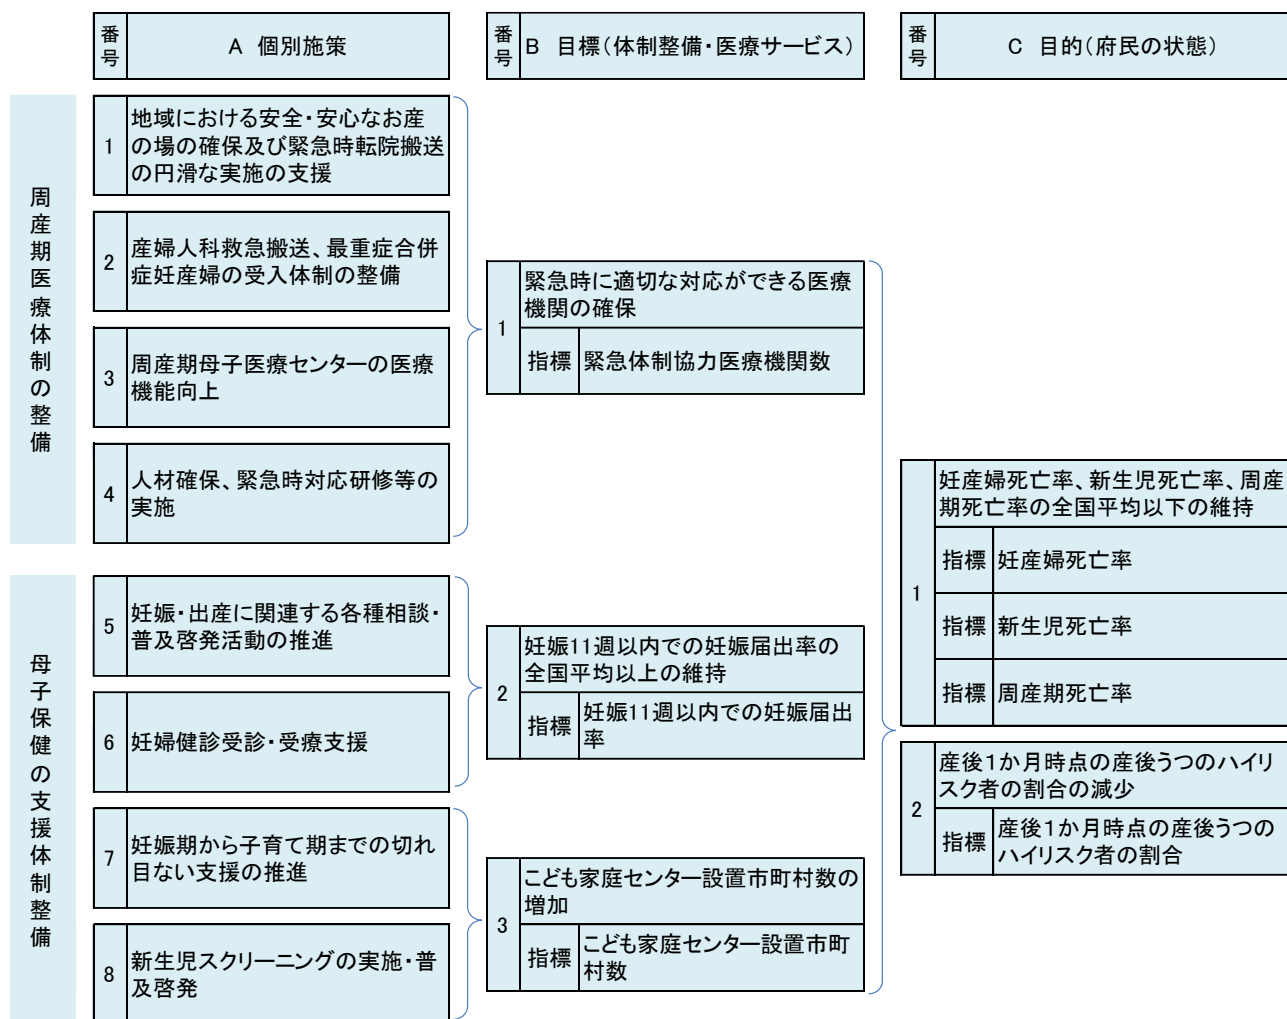 番号
A 個別施策
番号
B 目標(体制整備・医療サービス)
番号
C 目的(府民の状態)
周産期医療体制の整備
1
地域における安全・安心なお産
の場の確保及び緊急時転院搬送
の円滑な実施の支援
2
産婦人科救急搬送、最重症合併
症妊産婦の受入体制の整備
3
周産期母子医療センターの医療
機能向上
4
人材確保、緊急時対応研修等の
実施
母子保健の支援体制整備
5
妊娠・出産に関連する各種相談・
普及啓発活動の推進
6
妊婦健診受診・受療支援
7
妊娠期から子育て期までの切れ
目ない支援の推進
8
新生児スクリーニングの実施・普
及啓発
1
緊急時に適切な対応ができる医療
機関の確保
指標
緊急体制協力医療機関数
2
妊娠11週以内での妊娠届出率の
全国平均以上の維持
指標
妊娠11週以内での妊娠届出
率
3
こども家庭センター設置市町村数の
増加
指標
こども家庭センター設置市町
村数
1
妊産婦死亡率、新生児死亡率、周産
期死亡率の全国平均以下の維持
指標
妊産婦死亡率
指標
新生児死亡率
指標
周産期死亡率
2
産後1か月時点の産後うつのハイリ
スク者の割合の減少
指標
産後1か月時点の産後うつの
ハイリスク者の割合